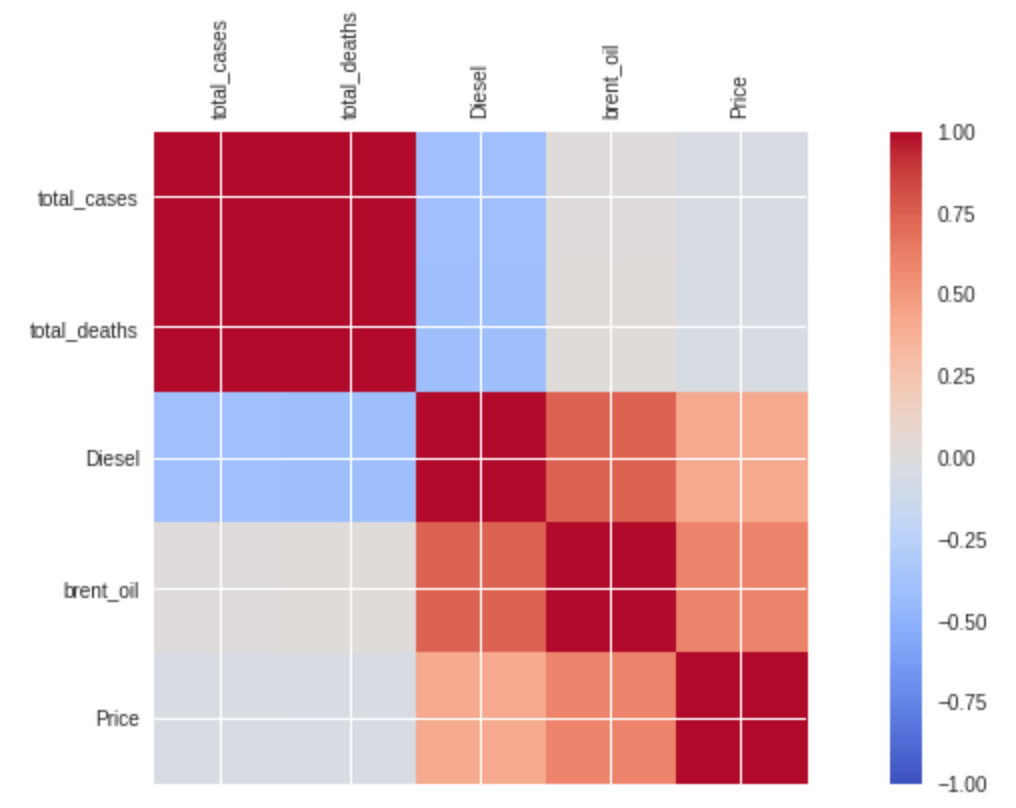 total_cases
total_deaths
Diesel
brent_oil
Price
total_cases
total_deaths
Diesel
brent_oil
Price
1.00
0.75
0.50
0.25
0.00
−0.25
−0.50
−0.75
−1.00